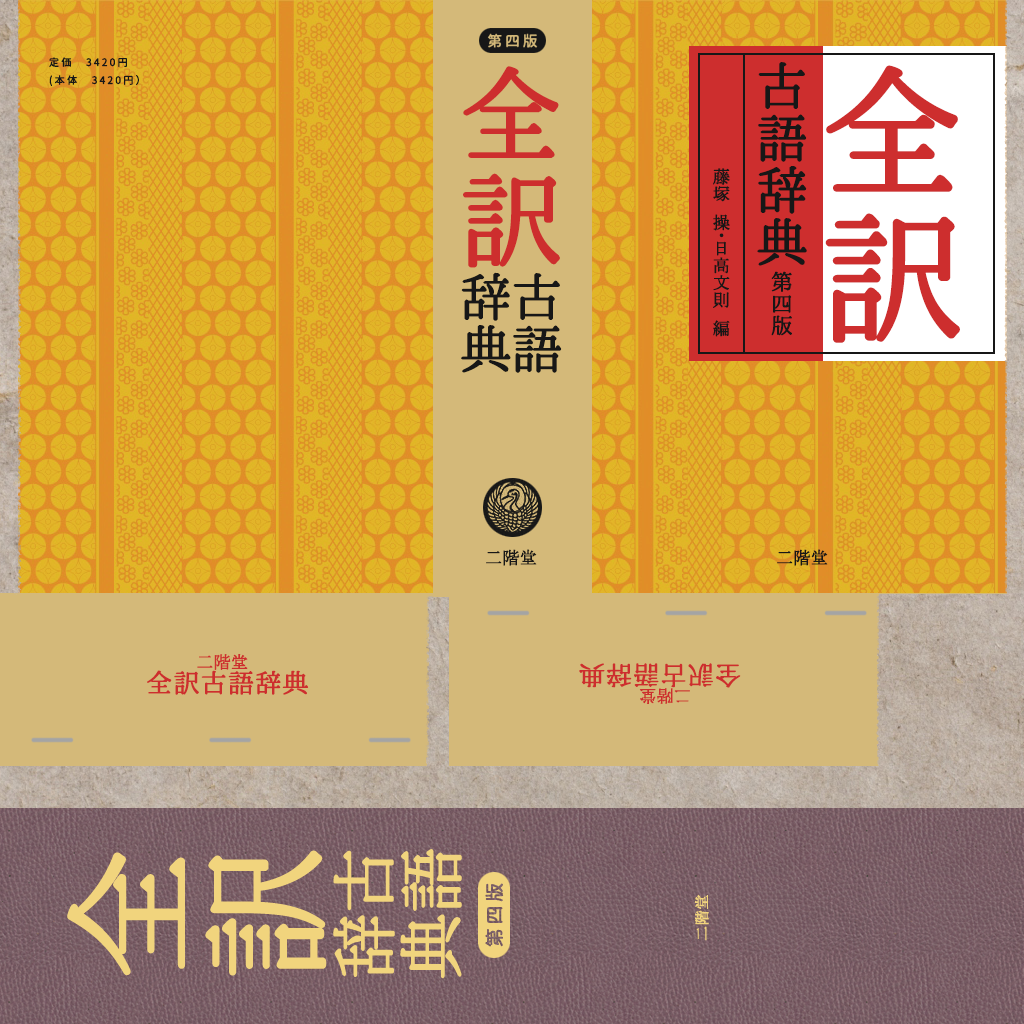 定価　3420円
(本体　3420円)
第四版
全訳
古語
辞典
二階堂
全訳
古語辞典 第四版
藤塚　操・日高文則　編
二階堂
二階堂
全訳古語辞典
全訳古語辞典
二階堂
全訳
古語
辞典
第四版
二階堂